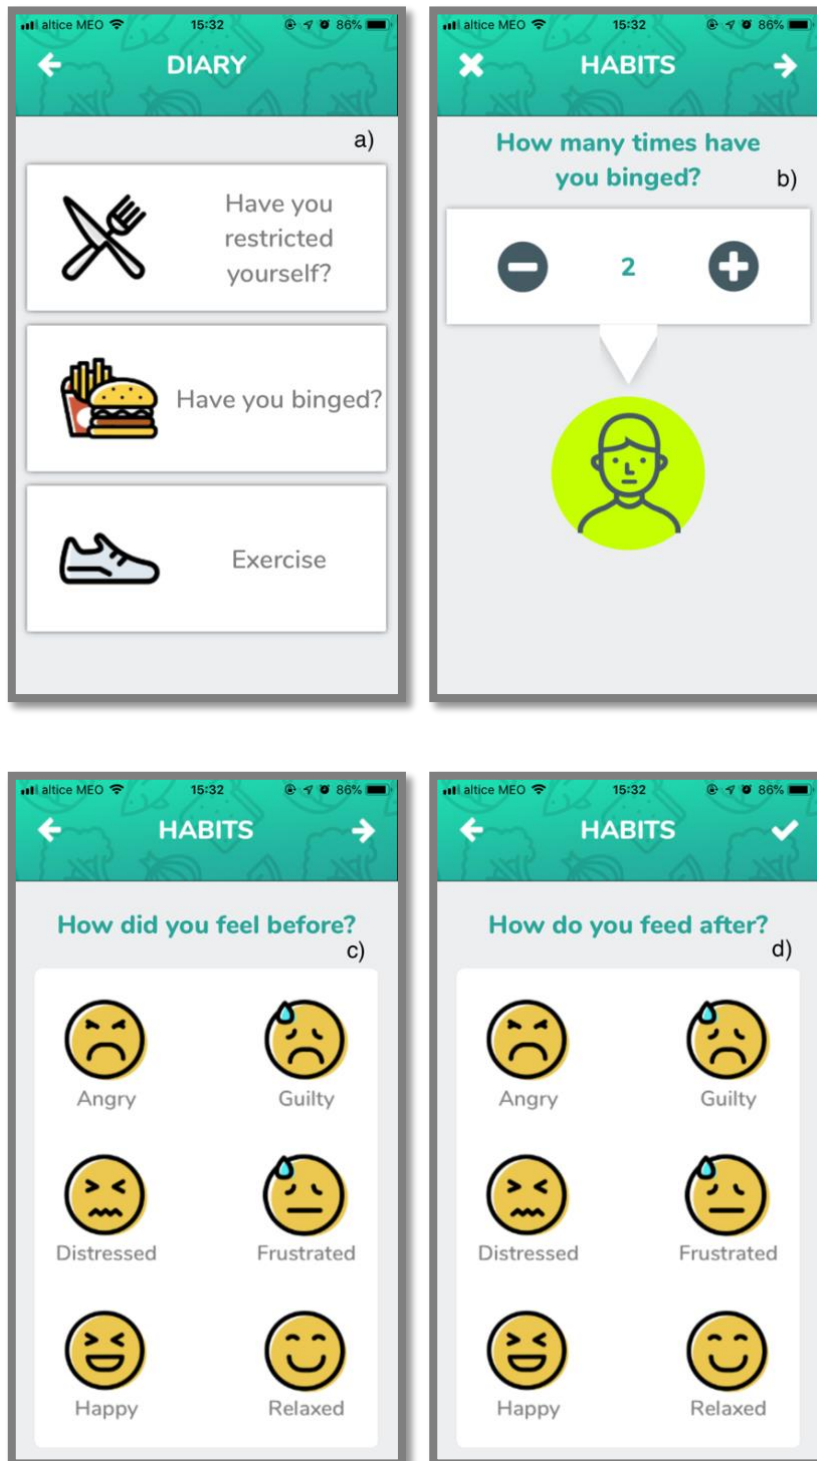 altice MEO 15:32 86%
DIARY
a)
Have you
restricted
yourself?
Have you binged?
Exercise
altice MEO 15:32 86%
HABITS
How many times have
you binged?
b)
2
altice MEO 15:32 86%
HABITS
How did you feel before?
c)
Angry Guilty
Distressed Frustrated
Happy Relaxed
altice MEO 15:32 86%
HABITS
How do you feed after?
d)
Angry Guilty
Distressed Frustrated
Happy Relaxed